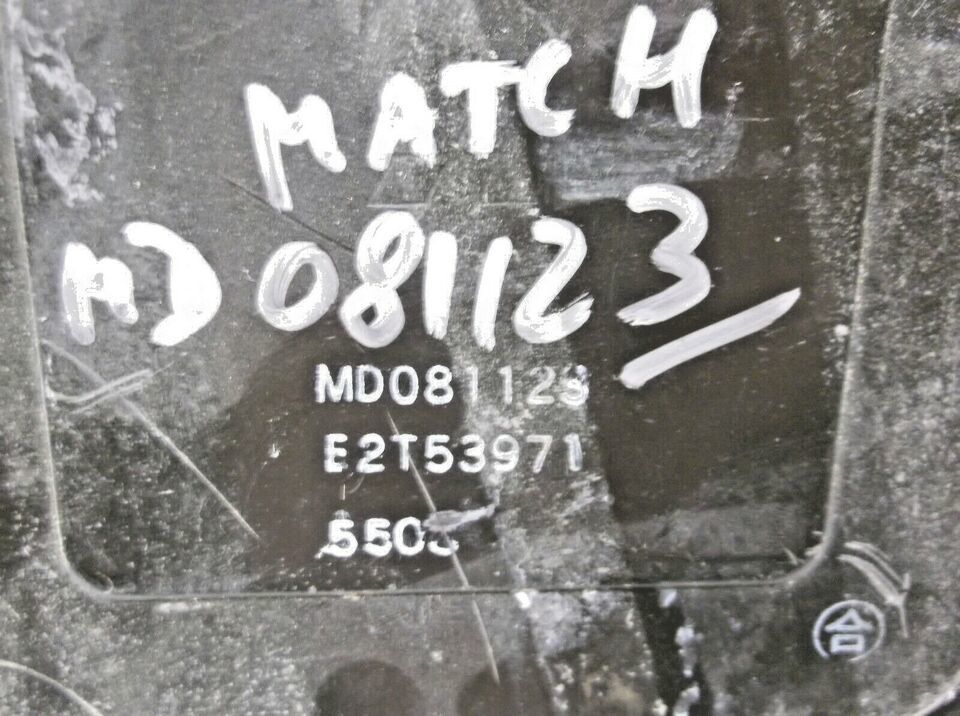 MATCH
MD081123
MD081123
E2T53971
5503
合